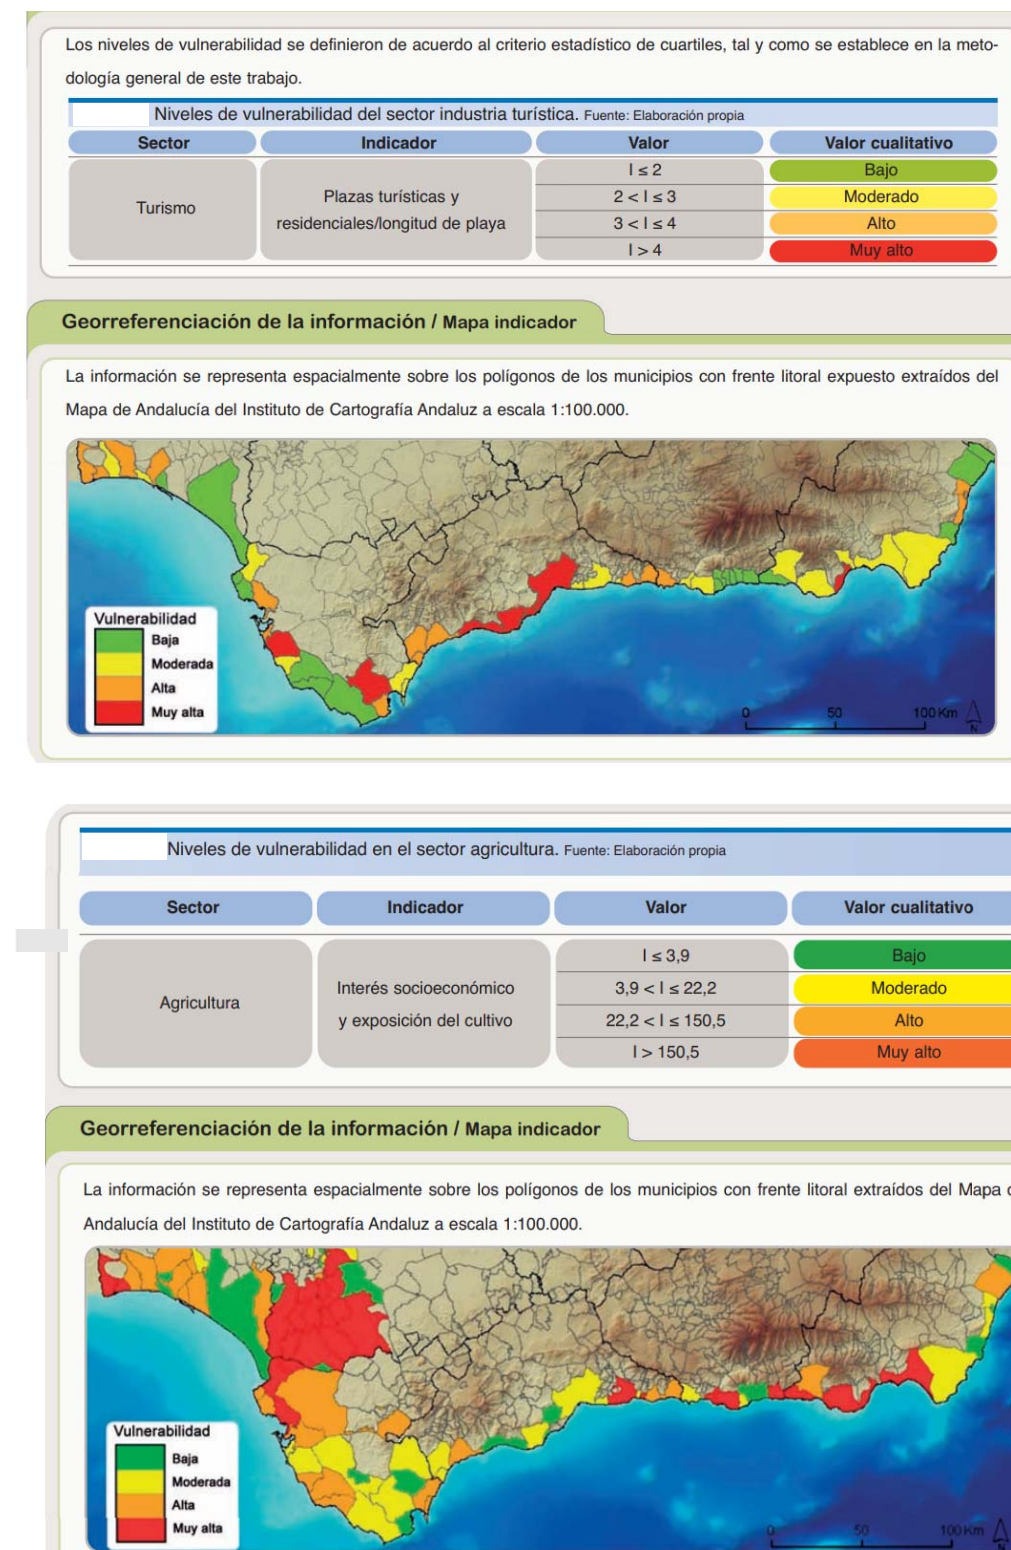 Los niveles de vulnerabilidad se definieron de acuerdo al criterio estadístico de cuartiles, tal y como se establece en la meto-
dología general de este trabajo.
Niveles de vulnerabilidad del sector industria turística. Fuente: Elaboración propia
Sector Indicador Valor Valor cualitativo
Turismo
Plazas turísticas y
residenciales/longitud de playa
I ≤ 2 Bajo
2 < I ≤ 3 Moderado
3 < I ≤ 4 Alto
I > 4 Muy alto
Georreferenciación de la información / Mapa indicador
La información se representa espacialmente sobre los polígonos de los municipios con frente litoral expuesto extraídos del
Mapa de Andalucía del Instituto de Cartografía Andaluz a escala 1:100.000.
Vulnerabilidad
Baja
Moderada
Alta
Muy alta
0 50 100 Km
N
Niveles de vulnerabilidad en el sector agricultura. Fuente: Elaboración propia
Sector Indicador Valor Valor cualitativo
Agricultura
Interés socioeconómico
y exposición del cultivo
I ≤ 3,9 Bajo
3,9 < I ≤ 22,2 Moderado
22,2 < I ≤ 150,5 Alto
I > 150,5 Muy alto
Georreferenciación de la información / Mapa indicador
La información se representa espacialmente sobre los polígonos de los municipios con frente litoral extraídos del Mapa
Andalucía del Instituto de Cartografía Andaluz a escala 1:100.000.
Vulnerabilidad
Baja
Moderada
Alta
Muy alta
0 50 100 Km
N